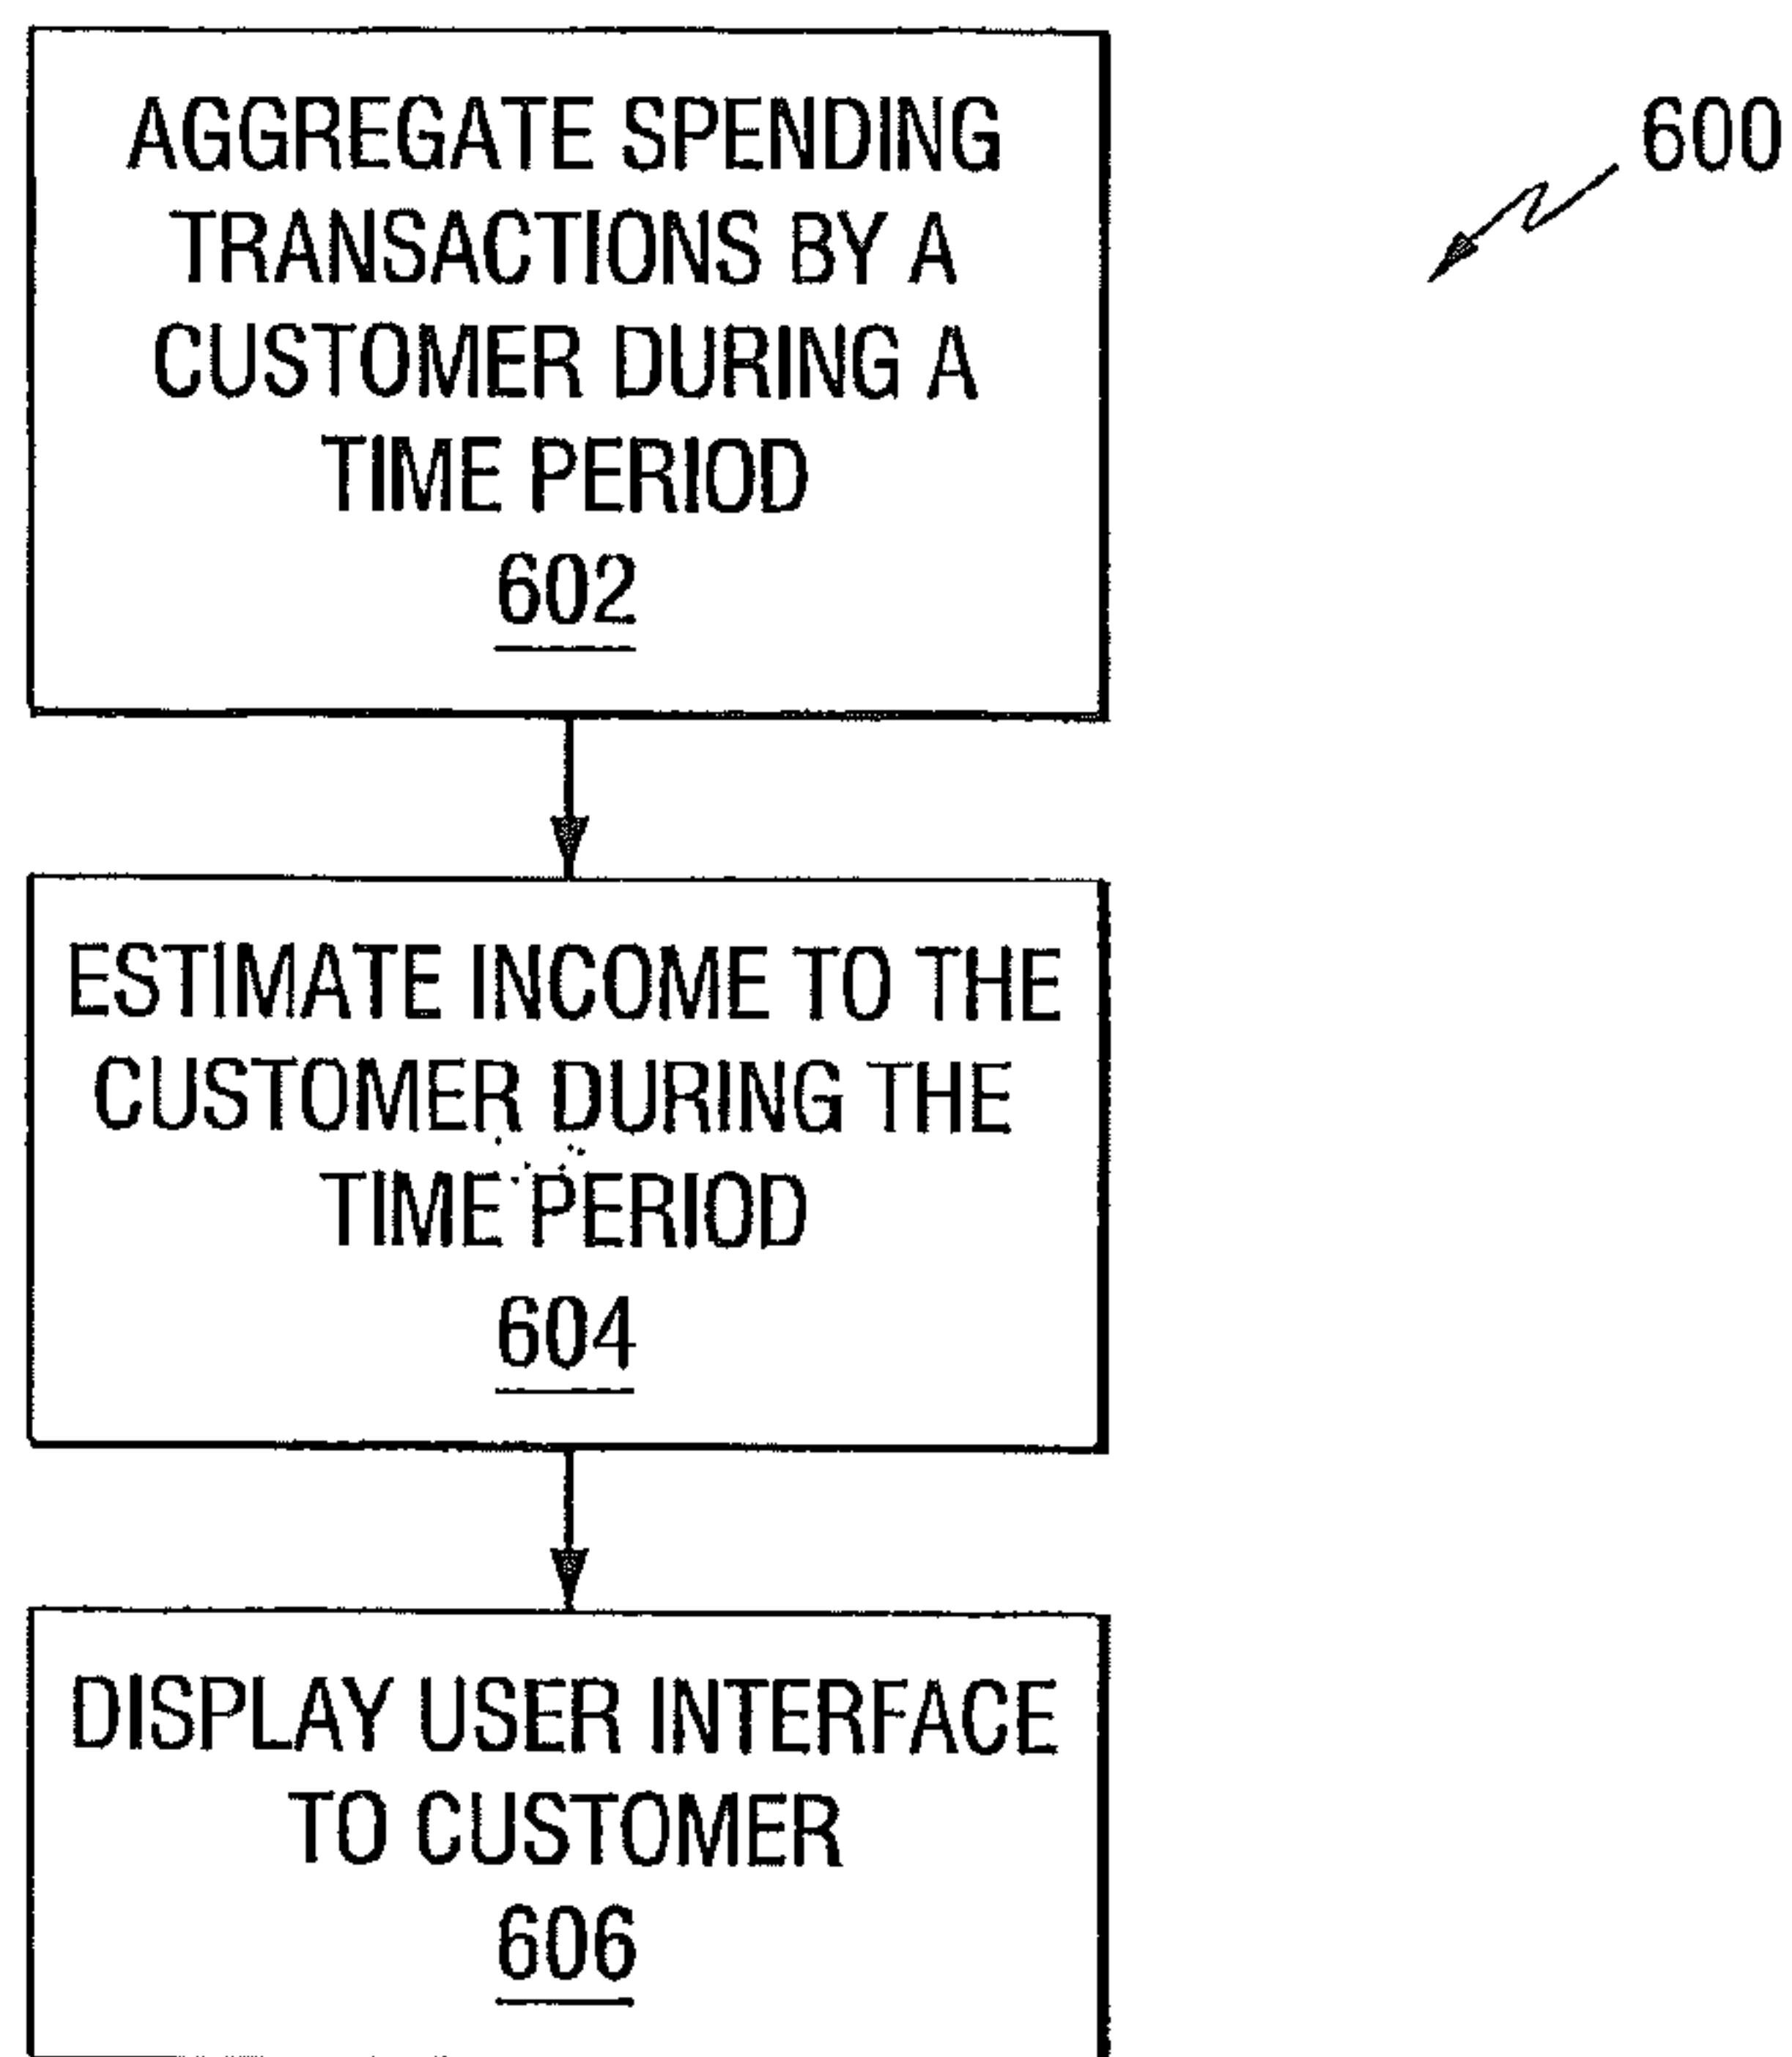 AGGREGATE SPENDING
TRANSACTIONS BY A
CUSTOMER DURING A
TIME PERIOD
602
600
ESTIMATE INCOME TO THE
CUSTOMER DURING THE
TIME PERIOD
604
DISPLAY USER INTERFACE
TO CUSTOMER
606